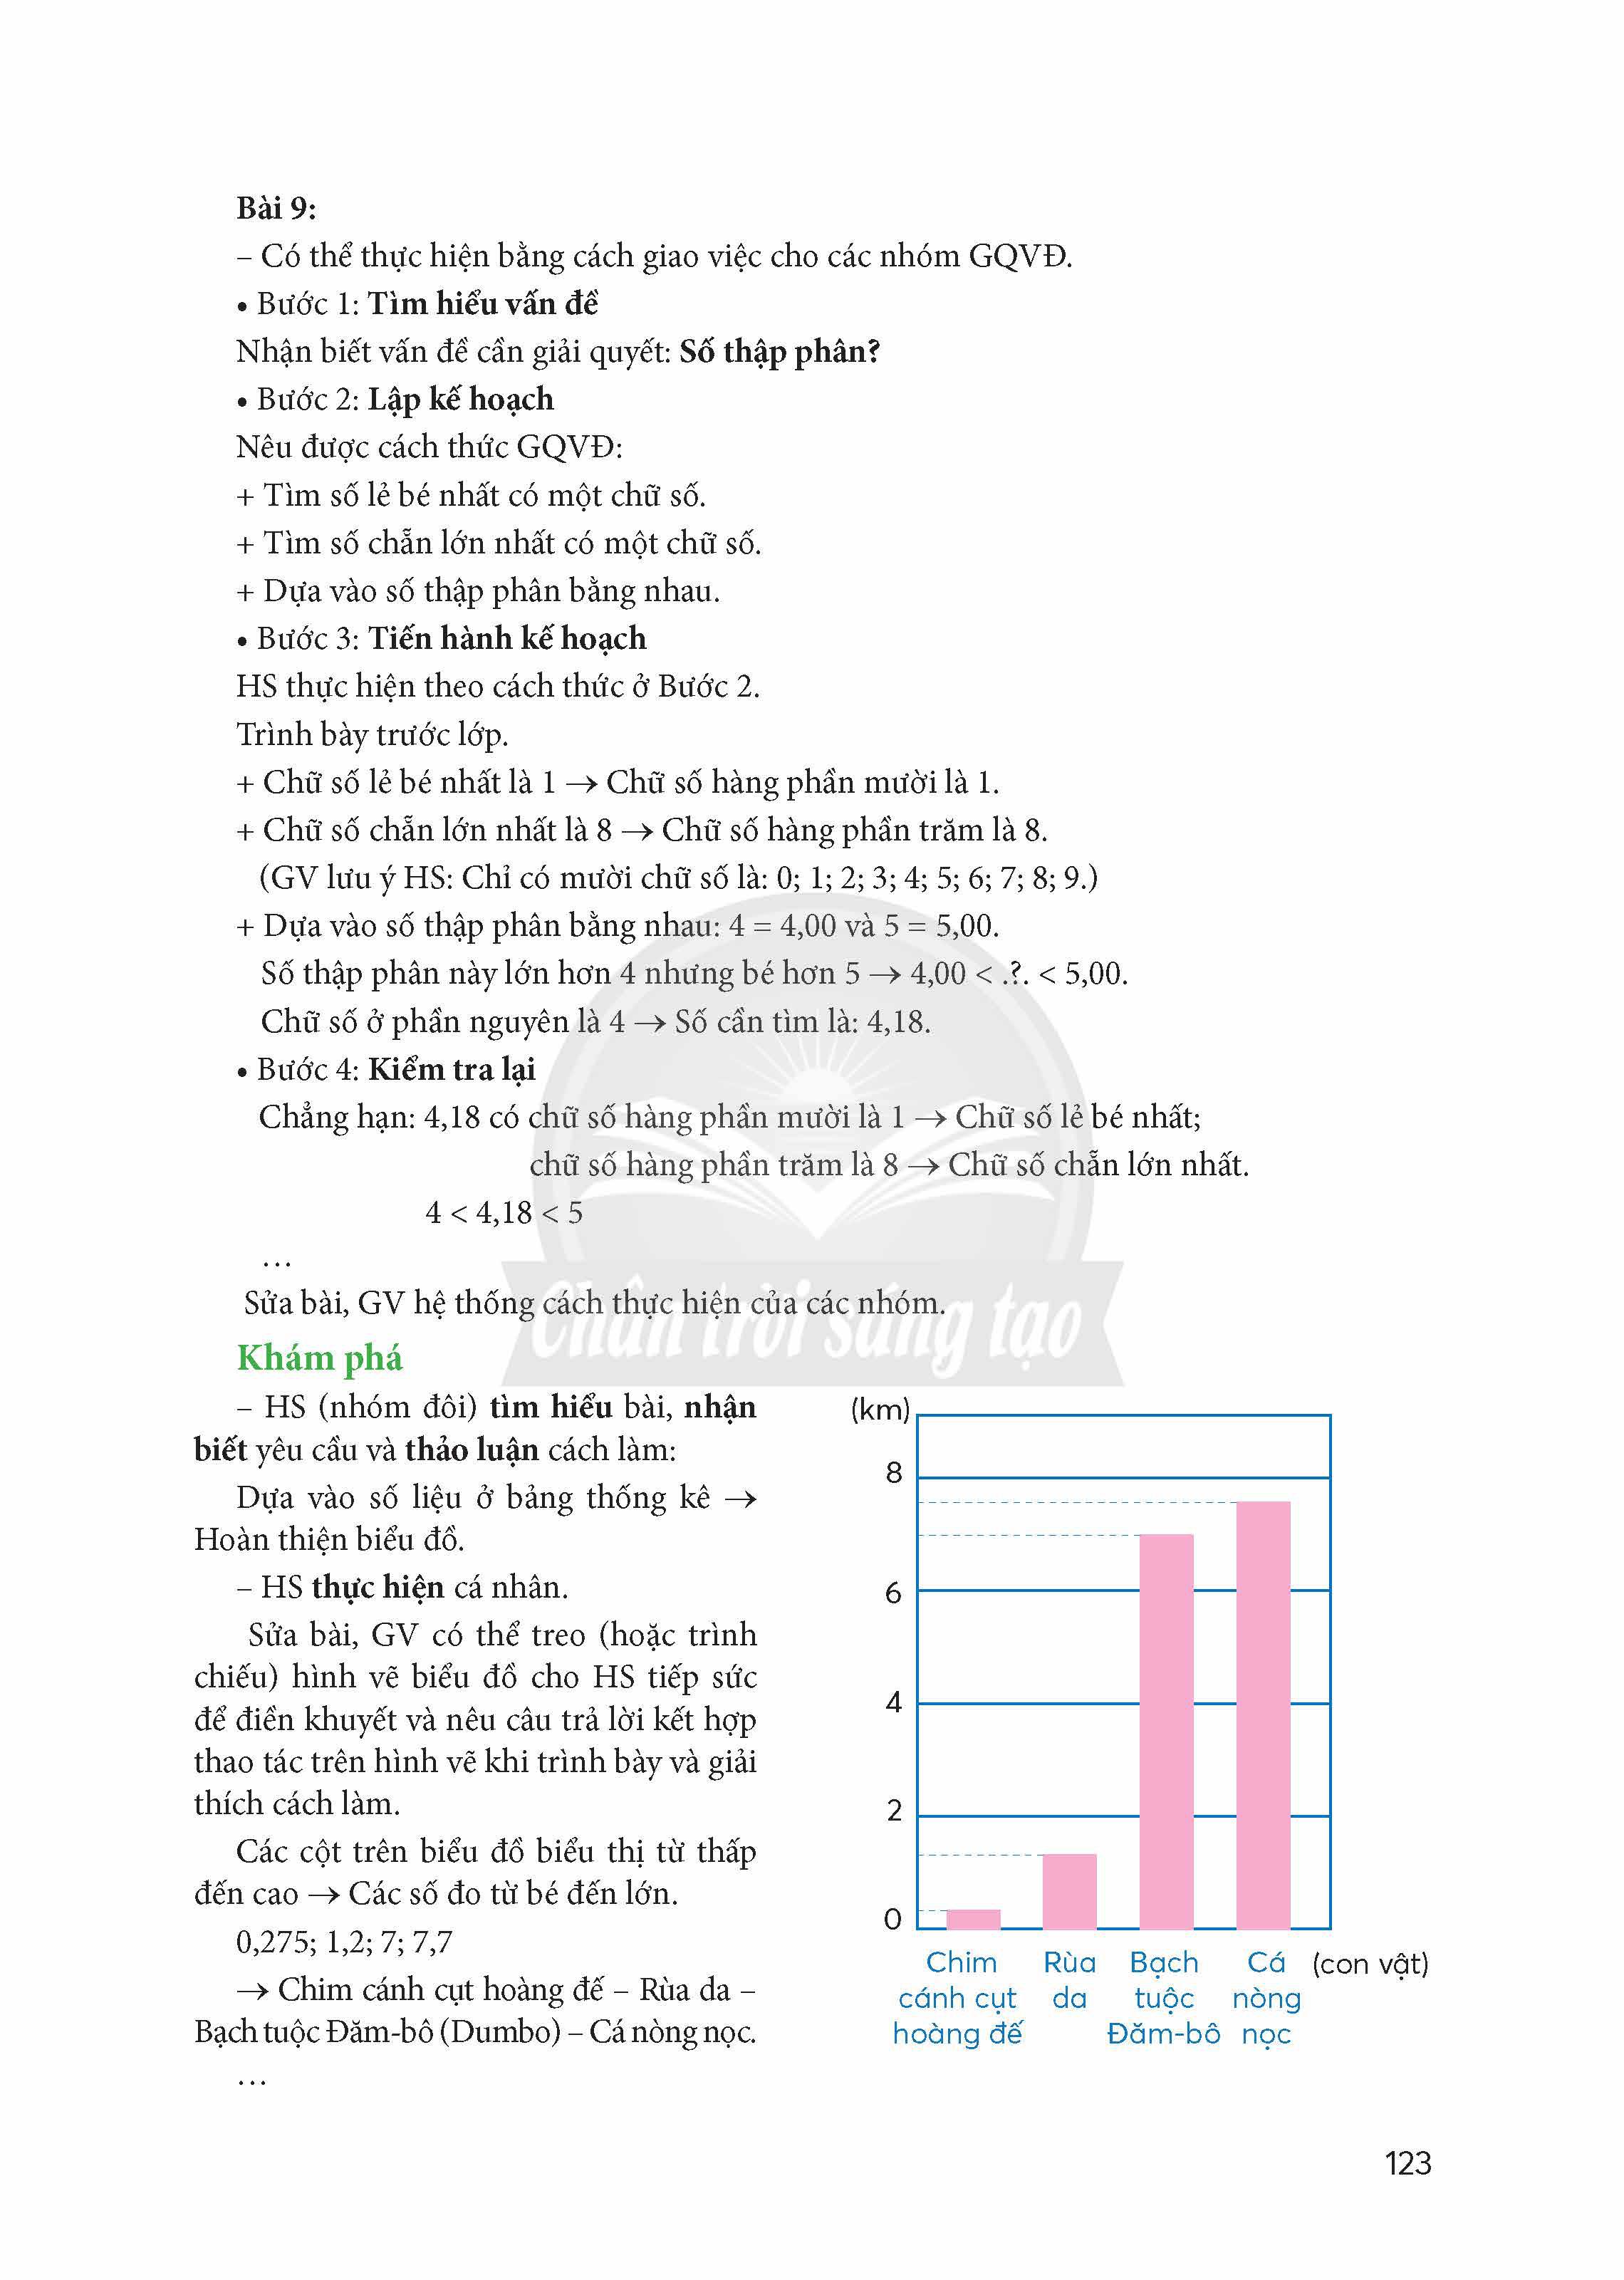 Bài 9:
– Có thể thực hiện bằng cách giao việc cho các nhóm GQVĐ.
• Bước 1: Tìm hiểu vấn đề
Nhận biết vấn đề cần giải quyết: Số thập phân?
• Bước 2: Lập kế hoạch
Nêu được cách thức GQVĐ:
+ Tìm số lẻ bé nhất có một chữ số.
+ Tìm số chẵn lớn nhất có một chữ số.
+ Dựa vào số thập phân bằng nhau.
• Bước 3: Tiến hành kế hoạch
HS thực hiện theo cách thức ở Bước 2.
Trình bày trước lớp.
+ Chữ số lẻ bé nhất là 1 → Chữ số hàng phần mười là 1.
+ Chữ số chẵn lớn nhất là 8 → Chữ số hàng phần trăm là 8.
(GV lưu ý HS: Chỉ có mười chữ số là: 0; 1; 2; 3; 4; 5; 6; 7; 8; 9.)
+ Dựa vào số thập phân bằng nhau: 4 = 4,00 và 5 = 5,00.
Số thập phân này lớn hơn 4 nhưng bé hơn 5 → 4,00 < .?. < 5,00.
Chữ số ở phần nguyên là 4 → Số cần tìm là: 4,18.
• Bước 4: Kiểm tra lại
Chẳng hạn: 4,18 có chữ số hàng phần mười là 1 → Chữ số lẻ bé nhất;
chữ số hàng phần trăm là 8 → Chữ số chẵn lớn nhất.
4 < 4,18 < 5
…
Sửa bài, GV hệ thống cách thực hiện của các nhóm.
Chân trời sáng tạo
Khám phá
– HS (nhóm đôi) tìm hiểu bài, nhận
biết yêu cầu và thảo luận cách làm:
Dựa vào số liệu ở bảng thống kê →
Hoàn thiện biểu đồ.
– HS thực hiện cá nhân.
Sửa bài, GV có thể treo (hoặc trình
chiếu) hình vẽ biểu đồ cho HS tiếp sức
để điền khuyết và nêu câu trả lời kết hợp
thao tác trên hình vẽ khi trình bày và giải
thích cách làm.
Các cột trên biểu đồ biểu thị từ thấp
đến cao → Các số đo từ bé đến lớn.
0,275; 1,2; 7; 7,7
→ Chim cánh cụt hoàng đế – Rùa da –
Bạch tuộc Đăm-bô (Dumbo) – Cá nòng nọc.
…
(km)
8
6
4
2
0
Chim Rùa Bạch Cá (con vật)
cánh cụt da tuộc nòng
hoàng đế Đăm-bô nọc
123